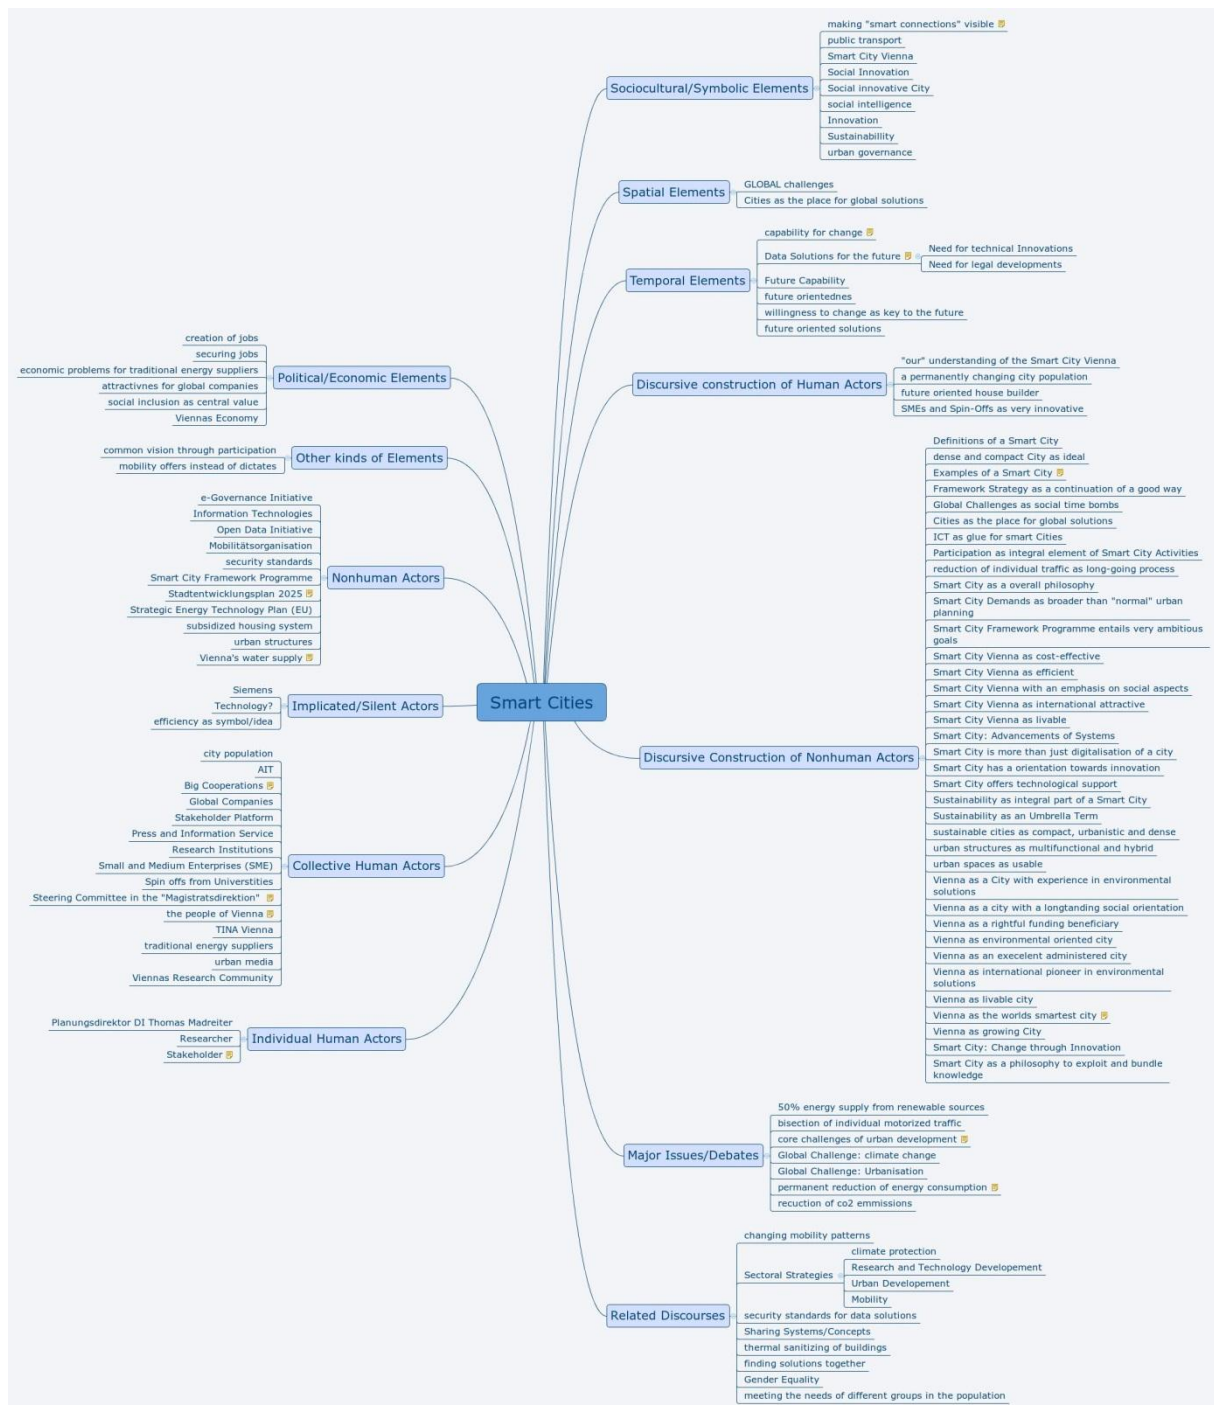 Smart Cities
Sociocultural/Symbolic Elements
making "smart connections" visible
public transport
Smart City Vienna
Social Innovation
Social innovative City
social intelligence
Innovation
Sustainabillity
urban governance
Spatial Elements
GLOBAL challenges
Cities as the place for global solutions
Temporal Elements
capability for change
Data Solutions for the future
Need for technical Innovations
Need for legal developments
Future Capability
future orientednes
willingness to change as key to the future
future oriented solutions
Discursive construction of Human Actors
"our" understanding of the Smart City Vienna
a permanently changing city population
future oriented house builder
SMEs and Spin-Offs as very innovative
Discursive Construction of Nonhuman Actors
Definitions of a Smart City
dense and compact City as ideal
Examples of a Smart City
Framework Strategy as a continuation of a good way
Global Challenges as social time bombs
Cities as the place for global solutions
ICT as glue for smart Cities
Participation as integral element of Smart City Activities
reduction of individual traffic as long-going process
Smart City as a overall philosophy
Smart City Demands as broader than "normal" urban
planning
Smart City Framework Programme entails very ambitious
goals
Smart City Vienna as cost-effective
Smart City Vienna as efficient
Smart City Vienna with an emphasis on social aspects
Smart City Vienna as international attractive
Smart City Vienna as livable
Smart City: Advancements of Systems
Smart City is more than just digitalisation of a city
Smart City has a orientation towards innovation
Smart City offers technological support
Sustainability as integral part of a Smart City
Sustainability as an Umbrella Term
sustainable cities as compact, urbanistic and dense
urban structures as multifunctional and hybrid
urban spaces as usable
Vienna as a City with experience in environmental
solutions
Vienna as a city with a longtanding social orientation
Vienna as a rightful funding beneficiary
Vienna as environmental oriented city
Vienna as an execelent administered city
Vienna as international pioneer in environmental
solutions
Vienna as livable city
Vienna as the worlds smartest city
Vienna as growing City
Smart City: Change through Innovation
Smart City as a philosophy to exploit and bundle
knowledge
Major Issues/Debates
50% energy supply from renewable sources
bisection of individual motorized traffic
core challenges of urban development
Global Challenge: climate change
Global Challenge: Urbanisation
permanent reduction of energy consumption
recuction of co2 emmissions
Related Discourses
changing mobility patterns
Sectoral Strategies
climate protection
Research and Technology Developement
Urban Developement
Mobility
security standards for data solutions
Sharing Systems/Concepts
thermal sanitizing of buildings
finding solutions together
Gender Equality
meeting the needs of different groups in the population
Political/Economic Elements
creation of jobs
securing jobs
economic problems for traditional energy suppliers
attractivnes for global companies
social inclusion as central value
Viennas Economy
Other kinds of Elements
common vision through participation
mobility offers instead of dictates
Nonhuman Actors
e-Governance Initiative
Information Technologies
Open Data Initiative
Mobilitätsorganisation
security standards
Smart City Framework Programme
Stadtentwicklungsplan 2025
Strategic Energy Technology Plan (EU)
subsidized housing system
urban structures
Vienna's water supply
Implicated/Silent Actors
Siemens
Technology?
efficiency as symbol/idea
Collective Human Actors
city population
AIT
Big Cooperations
Global Companies
Stakeholder Platform
Press and Information Service
Research Institutions
Small and Medium Enterprises (SME)
Spin offs from Universtities
Steering Committee in the "Magistratsdirektion"
the people of Vienna
TINA Vienna
traditional energy suppliers
urban media
Viennas Research Community
Individual Human Actors
Planungsdirektor DI Thomas Madreiter
Researcher
Stakeholder